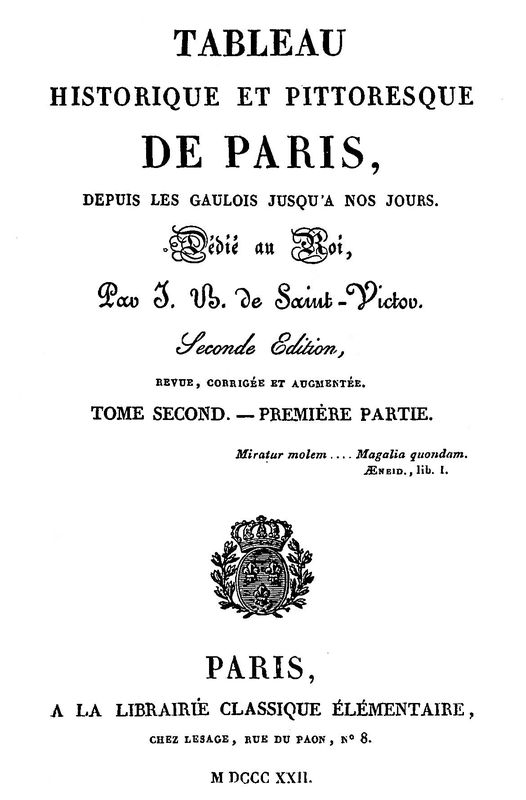 TABLEAU
HISTORIQUE ET PITTORESQUE
DE PARIS,
DEPUIS LES GAULOIS JUSQU'A NOS JOURS.
Dédié au Roi,
Par J. B. de Saint-Victor.
Seconde Edition,
REVUE, CORRIGÉE ET AUGMENTÉE.
TOME SECOND. — PREMIÈRE PARTIE.
Miratur molem .... Magalia quondam.
ÆNEID., lib. I.
PARIS,
A LA LIBRAIRIE CLASSIQUE ÉLÉMENTAIRE,
CHEZ LESAGE, RUE DU PAON, Nº 8.
M DCCC XXII.